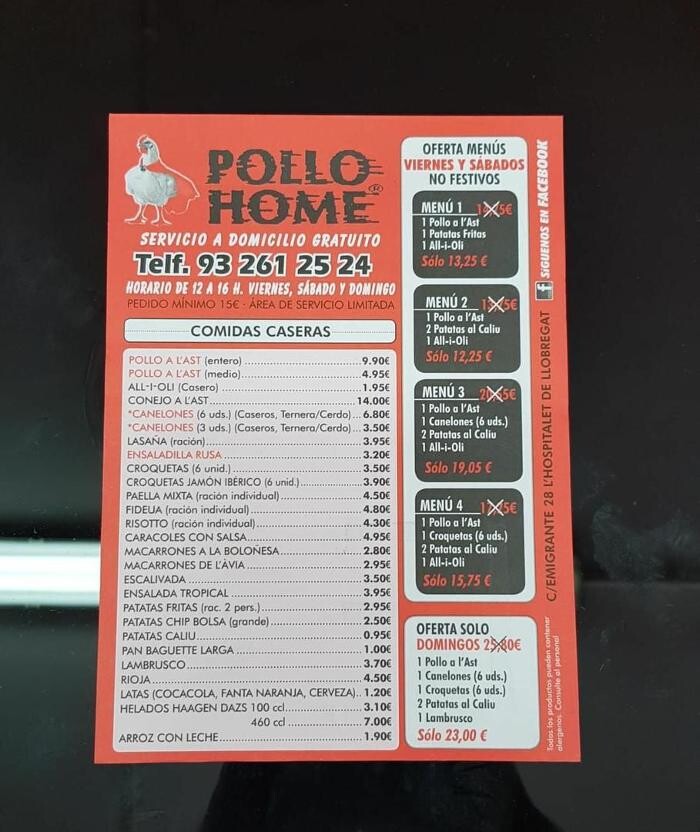 POLLO
HOME®
SERVICIO A DOMICILIO GRATUITO
Telf. 93 261 25 24
HORARIO DE 12 A 16 H. VIERNES, SÁBADO Y DOMINGO
PEDIDO MÍNIMO 15€ · ÁREA DE SERVICIO LIMITADA
COMIDAS CASERAS
POLLO A L'AST (entero) 9.90€
POLLO A L'AST (medio) 4.95€
ALL-I-OLI (Casero) 1.95€
CONEJO A L'AST 14.00€
*CANELONES (6 uds.) (Caseros, Ternera/Cerdo) 6.80€
*CANELONES (3 uds.) (Caseros, Ternera/Cerdo) 3.50€
LASAÑA (ración) 3.95€
ENSALADILLA RUSA 3.20€
CROQUETAS (6 unid.) 3.50€
CROQUETAS JAMÓN IBÉRICO (6 unid.) 3.90€
PAELLA MIXTA (ración individual) 4.50€
FIDEUA (ración individual) 4.80€
RISOTTO (ración individual) 4.30€
CARACOLES CON SALSA 4.95€
MACARRONES A LA BOLOÑESA 2.80€
MACARRONES DE L'ÀVIA 2.95€
ESCALIVADA 3.50€
ENSALADA TROPICAL 3.95€
PATATAS FRITAS (rac. 2 pers.) 2.95€
PATATAS CHIP BOLSA (grande) 2.50€
PATATAS CALIU 0.95€
PAN BAGUETTE LARGA 1.00€
LAMBRUSCO 3.70€
RIOJA 4.50€
LATAS (COCACOLA, FANTA NARANJA, CERVEZA) 1.20€
HELADOS HAAGEN DAZS 100 ccl 3.10€
460 ccl 7.00€
ARROZ CON LECHE 1.90€
OFERTA MENÚS
VIERNES Y SÁBADOS
NO FESTIVOS
MENÚ 1
1 Pollo a l'Ast
1 Patatas Fritas
1 All-i-Oli
Sólo 13,25 €
MENÚ 2
1 Pollo a l'Ast
2 Patatas al Caliu
1 All-i-Oli
Sólo 12,25 €
MENÚ 3
1 Pollo a l'Ast
1 Canelones (6 uds.)
2 Patatas al Caliu
1 All-i-Oli
Sólo 19,05 €
MENÚ 4
1 Pollo a l'Ast
1 Croquetas (6 uds.)
2 Patatas al Caliu
1 All-i-Oli
Sólo 15,75 €
OFERTA SOLO
DOMINGOS
1 Pollo a l'Ast
1 Canelones (6 uds.)
1 Croquetas (6 uds.)
2 Patatas al Caliu
1 Lambrusco
Sólo 23,00 €
f SíGUENOS EN FACEBOOK
C/EMIGRANTE 28 L'HOSPITALET DE LLOBREGAT
Todos los productos pueden contener
alérgenos. Consulte al personal